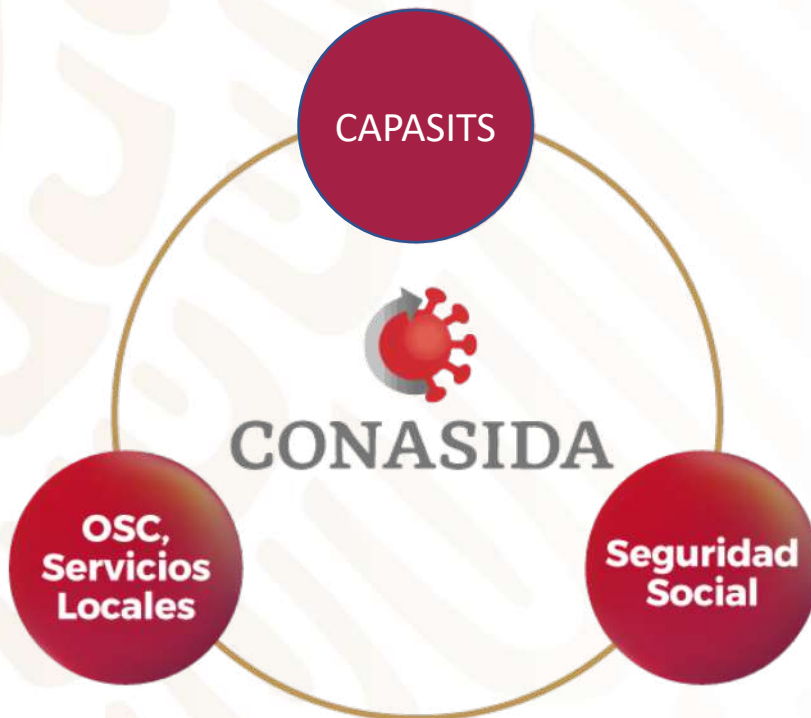 CAPASITS
CONASIDA
OSC,
Servicios
Locales
Seguridad
Social